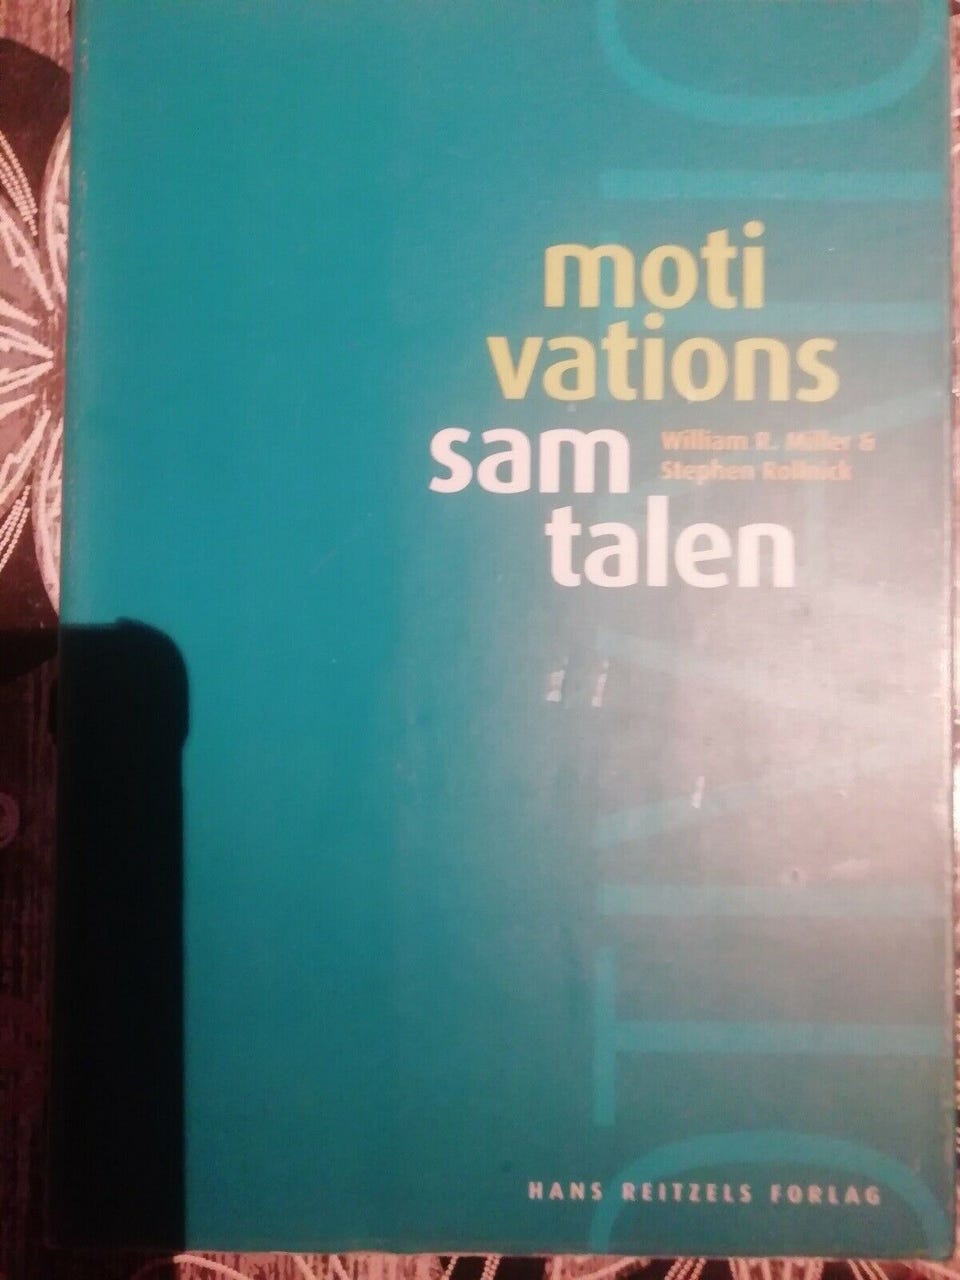 moti
vations
sam
talen
William R. Miller &
Stephen Rollnick
HANS REITZELS FORLAG